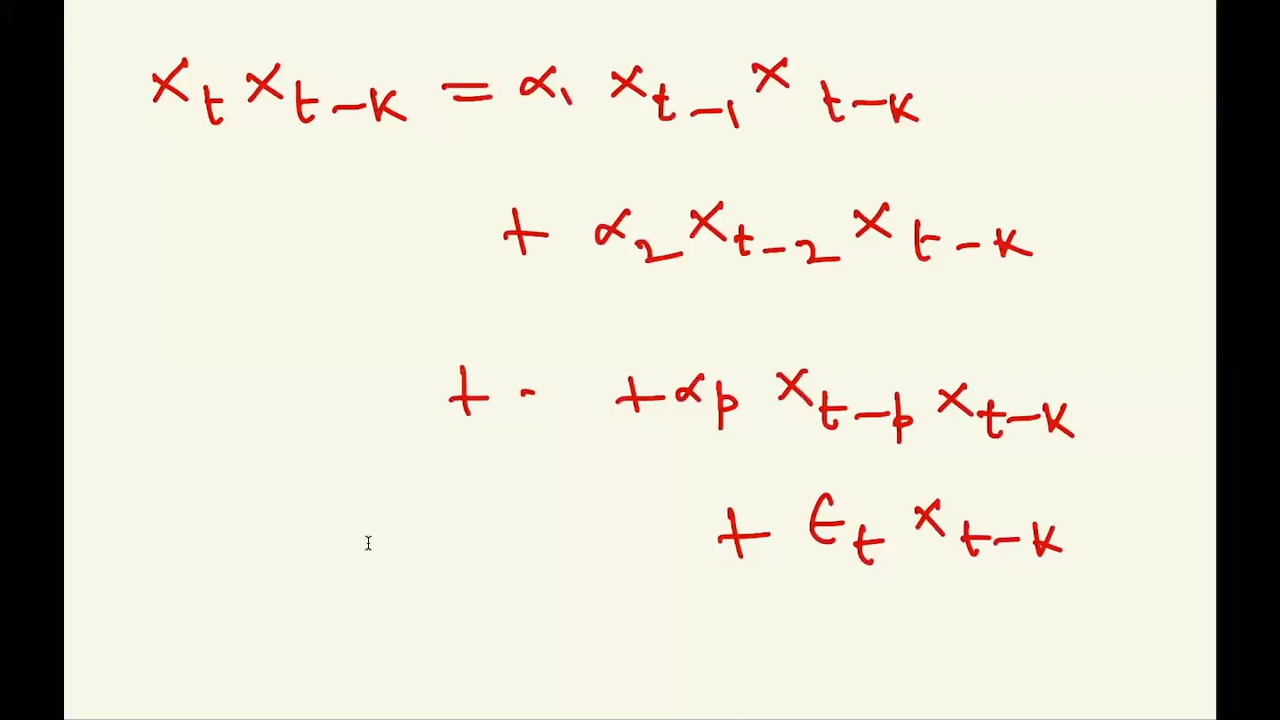 x_t x_{t-k} = α_1 x_{t-1} x_{t-k}
+ α_2 x_{t-2} x_{t-k}
+ - + α_p x_{t-p} x_{t-k}
+ ε_t x_{t-k}